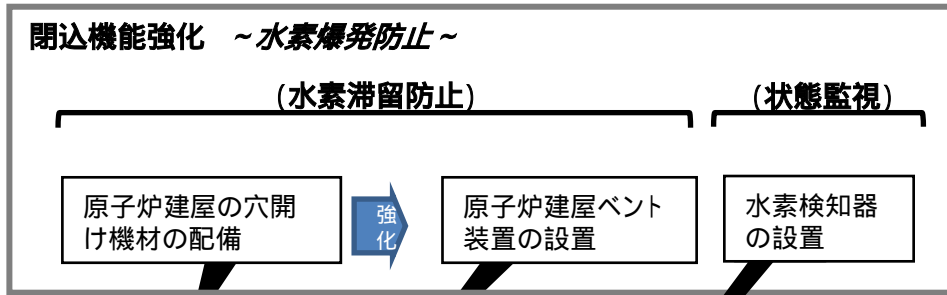 閉込機能強化　~水素爆発防止~
(水素滞留防止)
(状態監視)
原子炉建屋の穴開
け機材の配備
強
化
原子炉建屋ベント
装置の設置
水素検知器
の設置